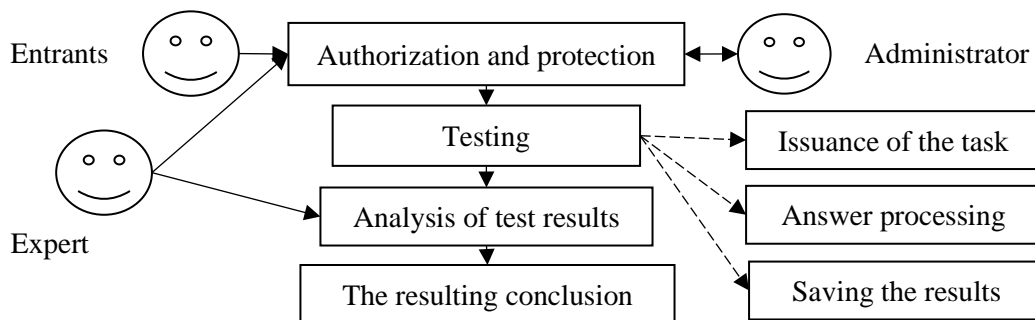 Entrants
Authorization and protection
Administrator
Testing
Issuance of the task
Analysis of test results
Answer processing
Expert
The resulting conclusion
Saving the results